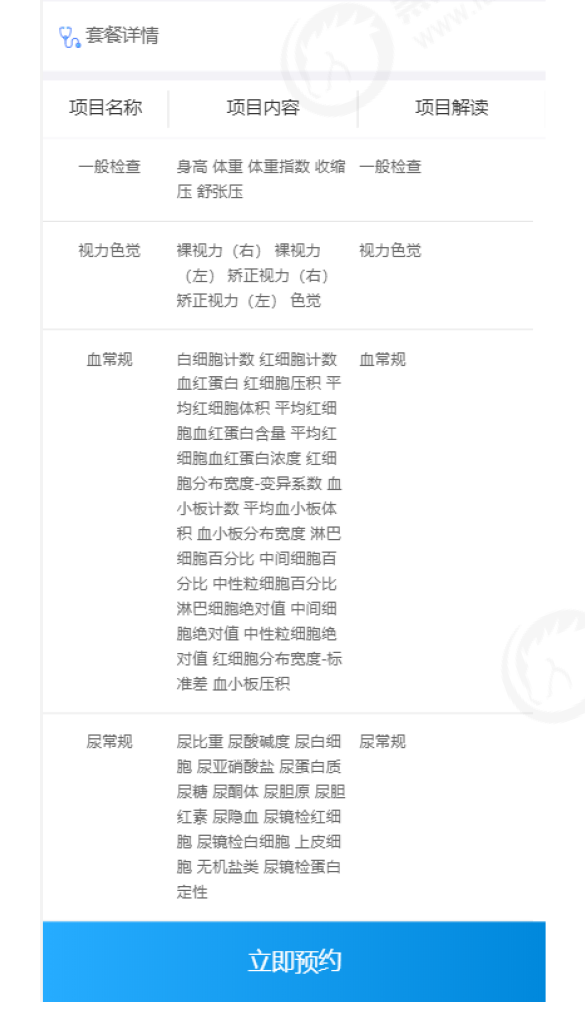 套餐详情
项目名称 项目内容 项目解读
一般检查 身高 体重 体重指数 收缩 一般检查
压 舒张压
视力色觉 裸视力（右） 裸视力 视力色觉
（左） 矫正视力（右）
矫正视力（左） 色觉
血常规 白细胞计数 红细胞计数 血常规
血红蛋白 红细胞压积 平
均红细胞体积 平均红细
胞血红蛋白含量 平均红
细胞血红蛋白浓度 红细
胞分布宽度-变异系数 血
小板计数 平均血小板体
积 血小板分布宽度 淋巴
细胞百分比 中间细胞百
分比 中性粒细胞百分比
淋巴细胞绝对值 中间细
胞绝对值 中性粒细胞绝
对值 红细胞分布宽度-标
准差 血小板压积
尿常规 尿比重 尿酸碱度 尿白细 尿常规
胞 尿亚硝酸盐 尿蛋白质
尿糖 尿酮体 尿胆原 尿胆
红素 尿隐血 尿镜检红细
胞 尿镜检白细胞 上皮细
胞 无机盐类 尿镜检蛋白
定性
立即预约